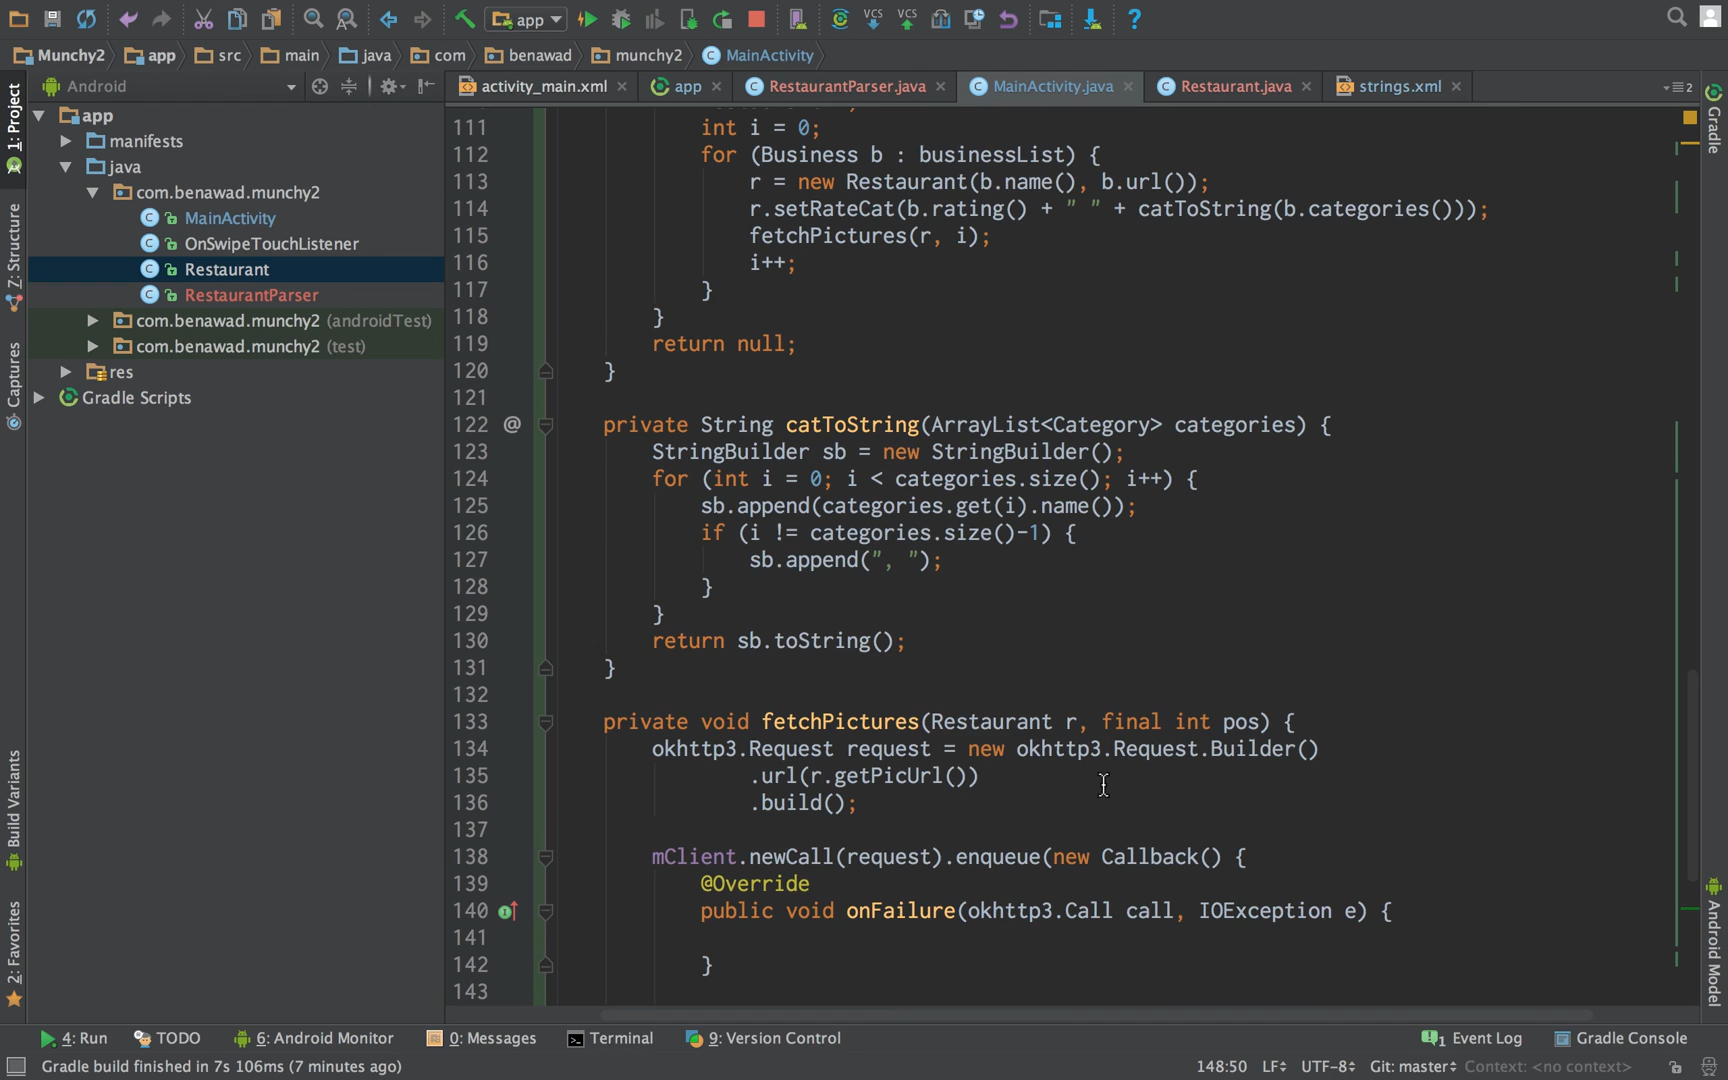 app
Munchy2
app
src
main
java
com
benawad
munchy2
MainActivity
Android
activity_main.xml
app
RestaurantParser.java
MainActivity.java
Restaurant.java
strings.xml
2
1: Project
Z: Structure
Captures
Build Variants
2: Favorites
app
manifests
java
com.benawad.munchy2
MainActivity
OnSwipeTouchListener
Restaurant
RestaurantParser
com.benawad.munchy2 (androidTest)
com.benawad.munchy2 (test)
res
Gradle Scripts
111 int i = 0;
112 for (Business b : businessList) {
113 r = new Restaurant(b.name(), b.url());
114 r.setRateCat(b.rating() + " " + catToString(b.categories()));
115 fetchPictures(r, i);
116 i++;
117 }
118 }
119 return null;
120 }
121
122 @ private String catToString(ArrayList<Category> categories) {
123 StringBuilder sb = new StringBuilder();
124 for (int i = 0; i < categories.size(); i++) {
125 sb.append(categories.get(i).name());
126 if (i != categories.size()-1) {
127 sb.append(", ");
128 }
129 }
130 return sb.toString();
131 }
132
133 private void fetchPictures(Restaurant r, final int pos) {
134 okhttp3.Request request = new okhttp3.Request.Builder()
135 .url(r.getPicUrl())
136 .build();
137
138 mClient.newCall(request).enqueue(new Callback() {
139 @Override
140 public void onFailure(okhttp3.Call call, IOException e) {
141
142 }
143
Gradle
Android Model
4: Run
TODO
6: Android Monitor
0: Messages
Terminal
9: Version Control
1 Event Log
Gradle Console
Gradle build finished in 7s 106ms (7 minutes ago)
148:50 LF UTF-8 Git: master Context: <no context>